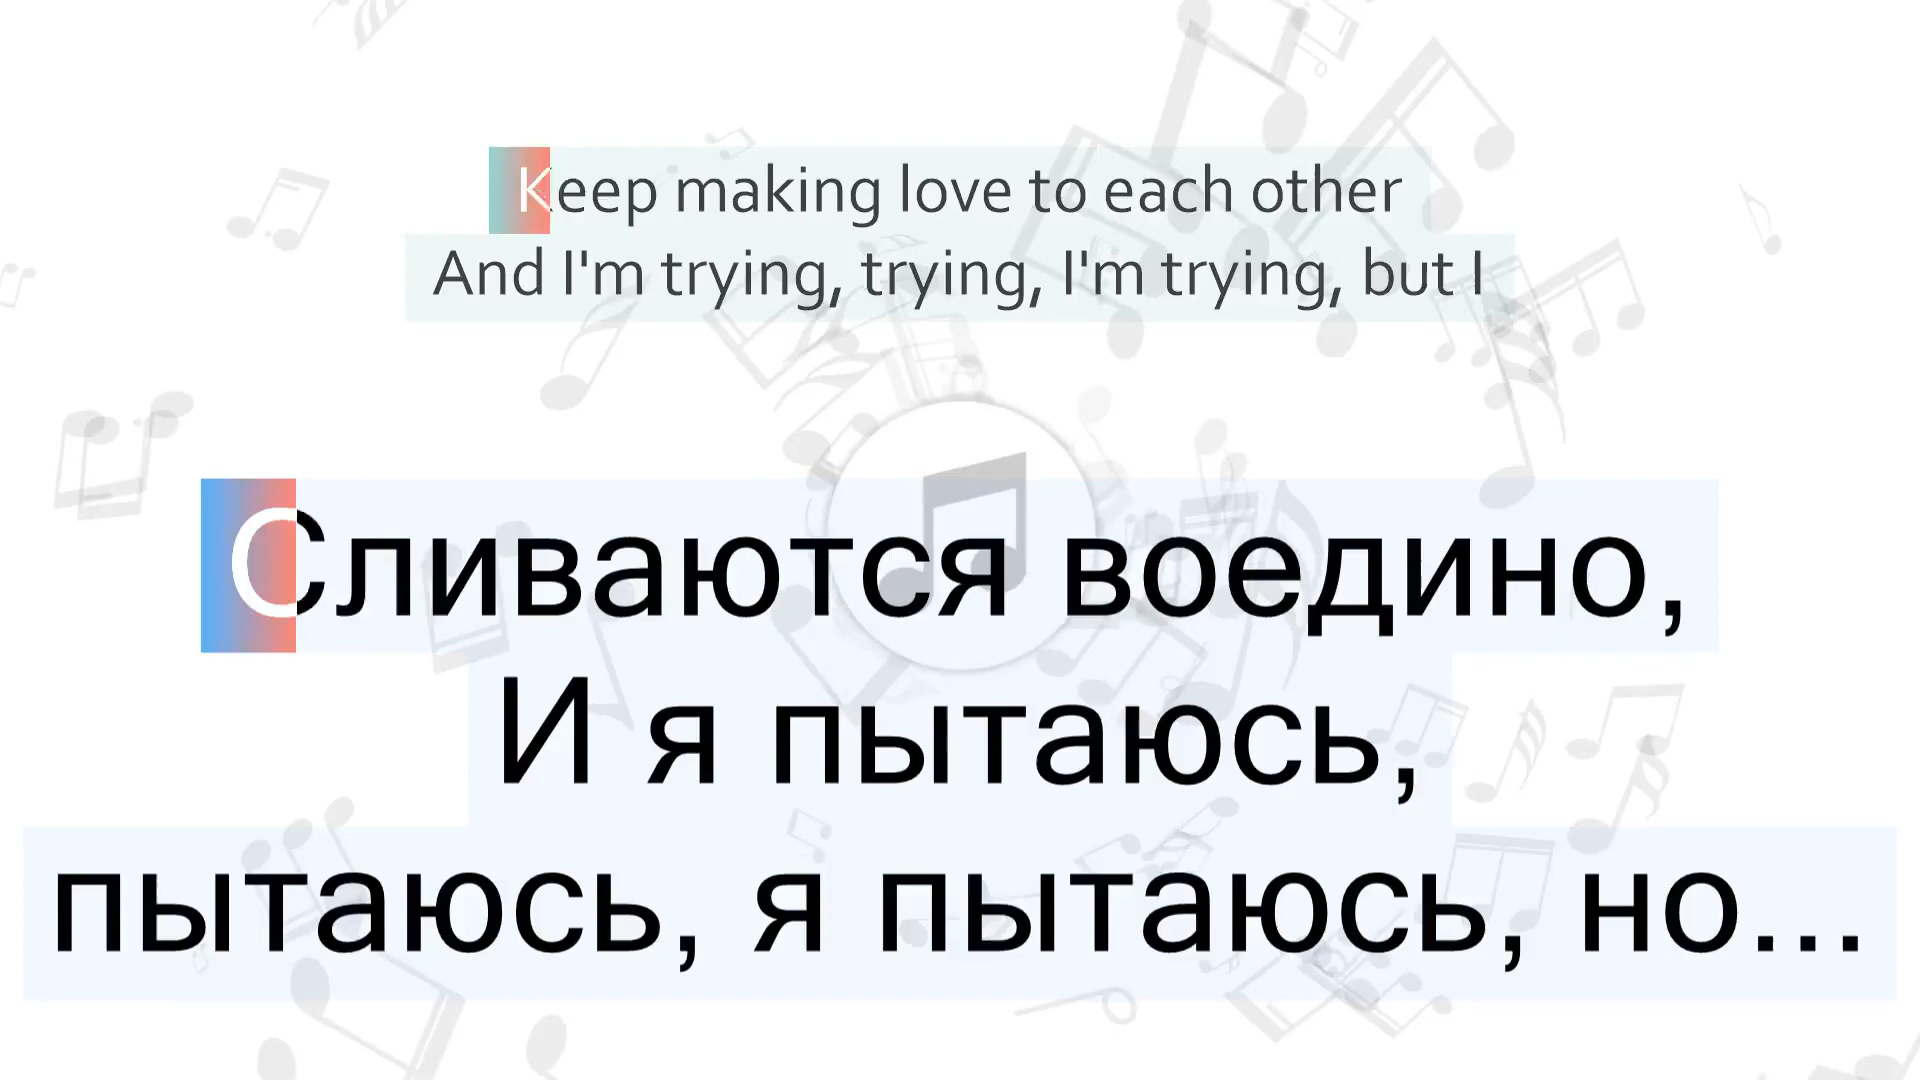 Keep making love to each other
And I'm trying, trying, I'm trying, but I
Сливаются воедино,
И я пытаюсь,
пытаюсь, я пытаюсь, но...